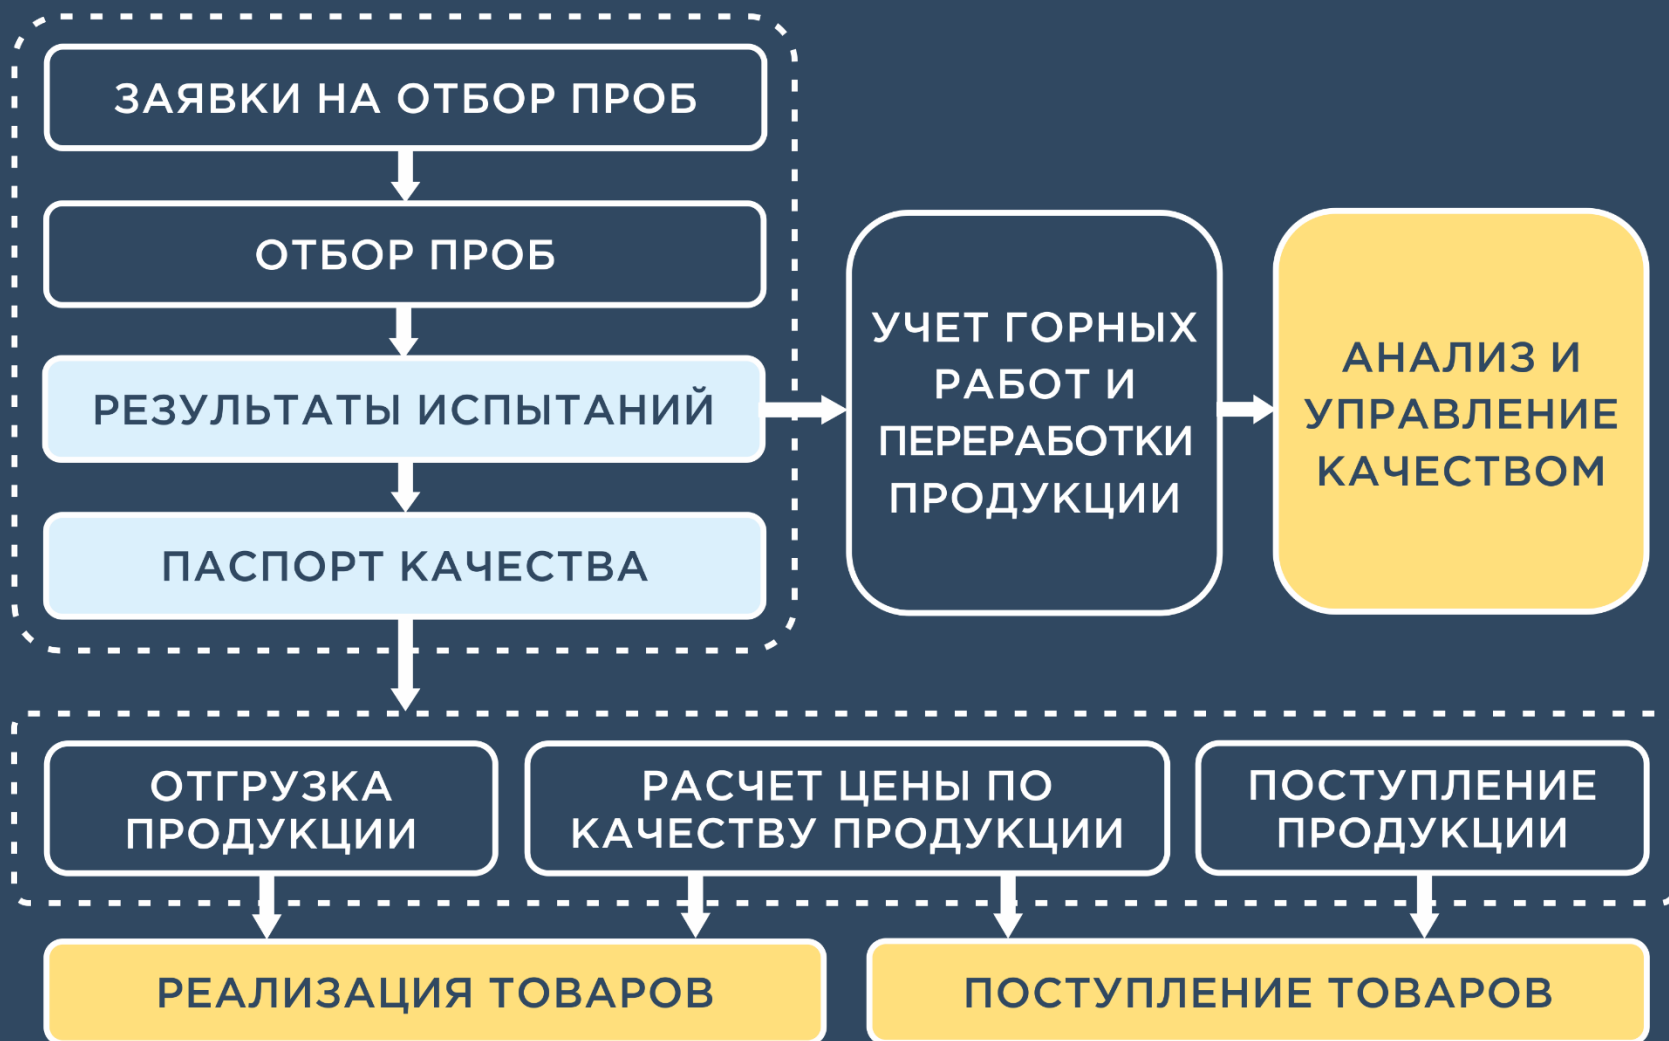 ЗАЯВКИ НА ОТБОР ПРОБ
ОТБОР ПРОБ
РЕЗУЛЬТАТЫ ИСПЫТАНИЙ
ПАСПОРТ КАЧЕСТВА
УЧЕТ ГОРНЫХ
РАБОТ И
ПЕРЕРАБОТКИ
ПРОДУКЦИИ
АНАЛИЗ И
УПРАВЛЕНИЕ
КАЧЕСТВОМ
ОТГРУЗКА
ПРОДУКЦИИ
РАСЧЕТ ЦЕНЫ ПО
КАЧЕСТВУ ПРОДУКЦИИ
ПОСТУПЛЕНИЕ
ПРОДУКЦИИ
РЕАЛИЗАЦИЯ ТОВАРОВ
ПОСТУПЛЕНИЕ ТОВАРОВ